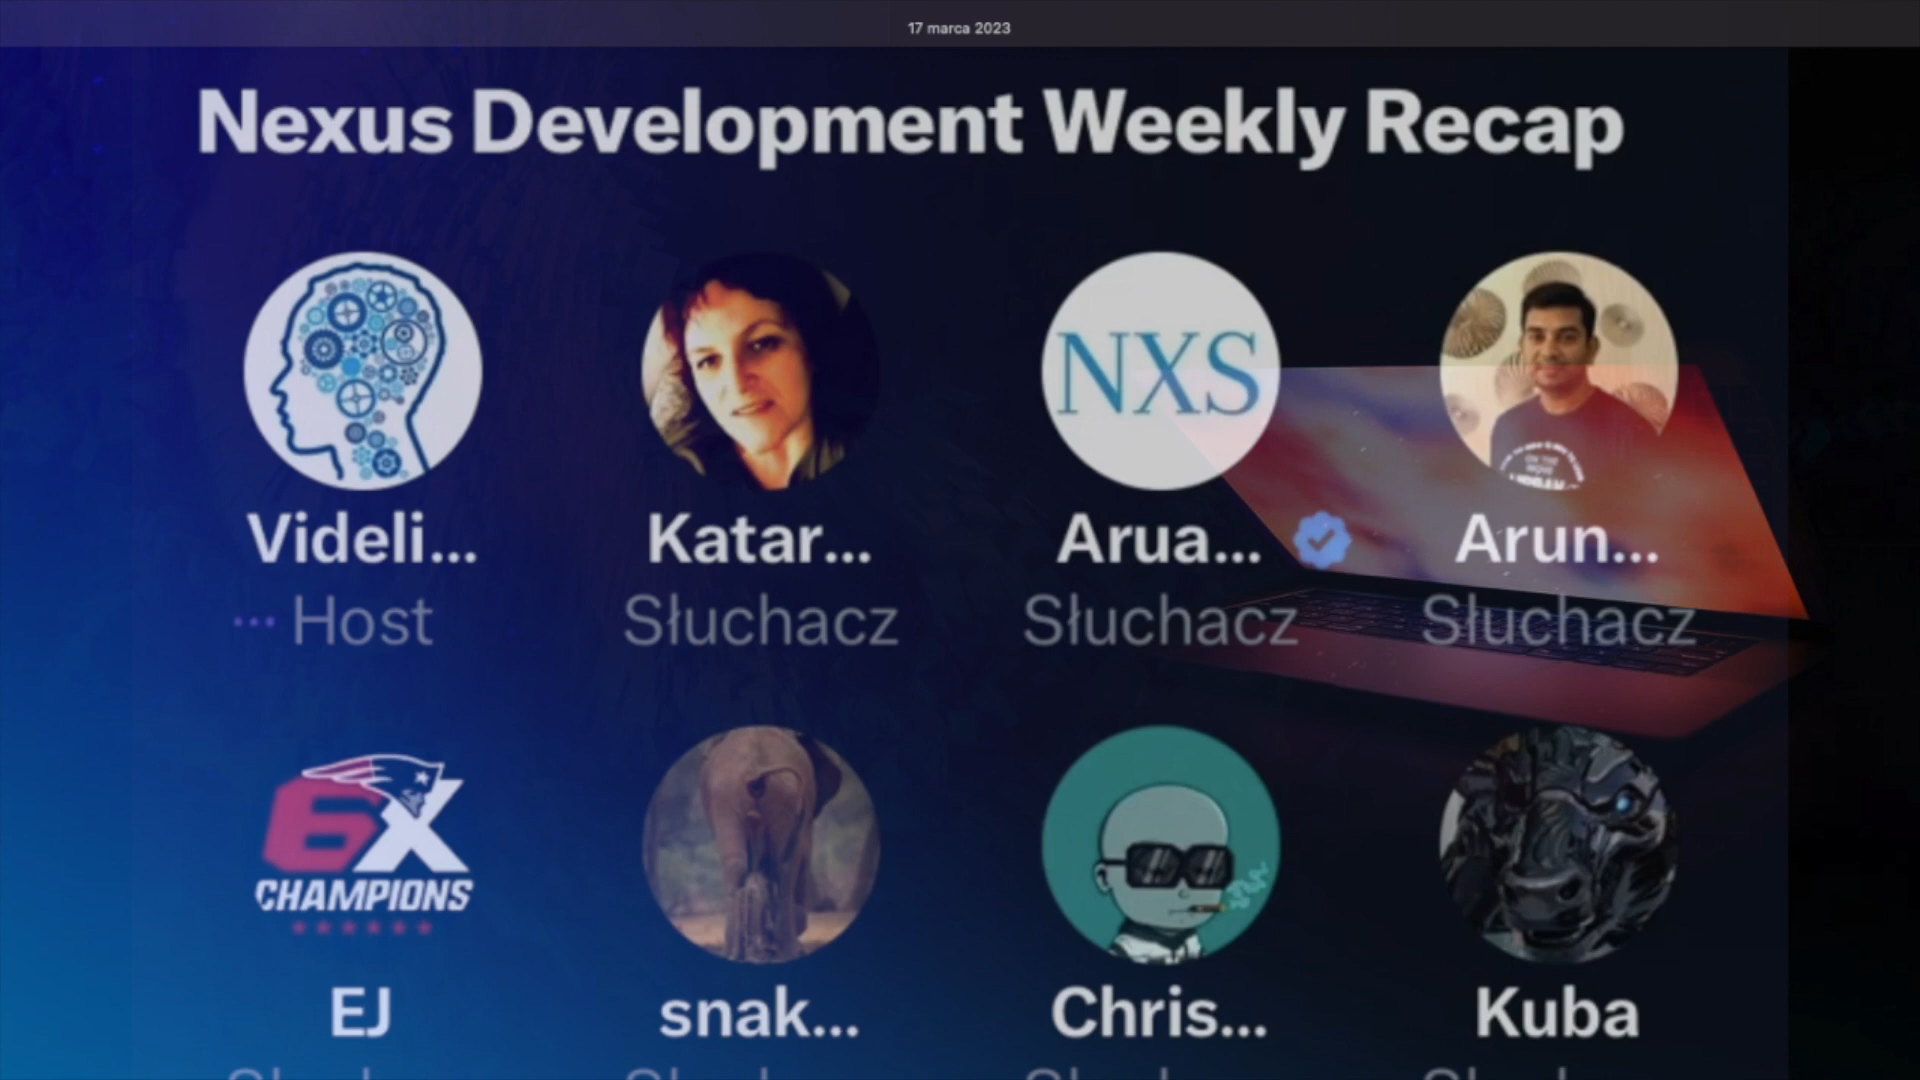 17 marca 2023
Nexus Development Weekly Recap
NXS
Videli... Katar... Arua... Arun...
... Host Słuchacz Słuchacz Słuchacz
6X
CHAMPIONS
EJ snak... Chris... Kuba